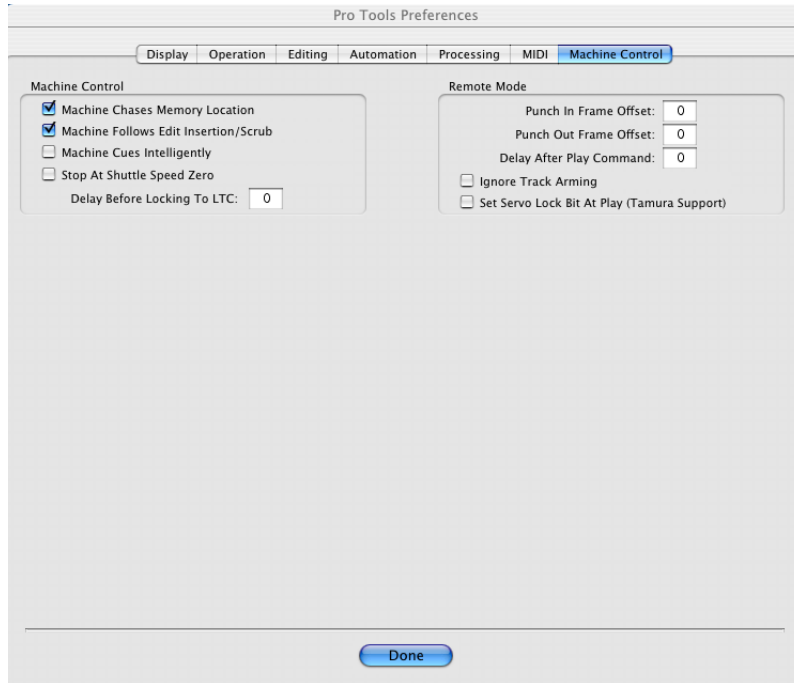 Pro Tools Preferences
Display Operation Editing Automation Processing MIDI Machine Control
Machine Control
Machine Chases Memory Location
Machine Follows Edit Insertion/Scrub
Machine Cues Intelligently
Stop At Shuttle Speed Zero
Delay Before Locking To LTC: 0
Remote Mode
Punch In Frame Offset: 0
Punch Out Frame Offset: 0
Delay After Play Command: 0
Ignore Track Arming
Set Servo Lock Bit At Play (Tamura Support)
Done